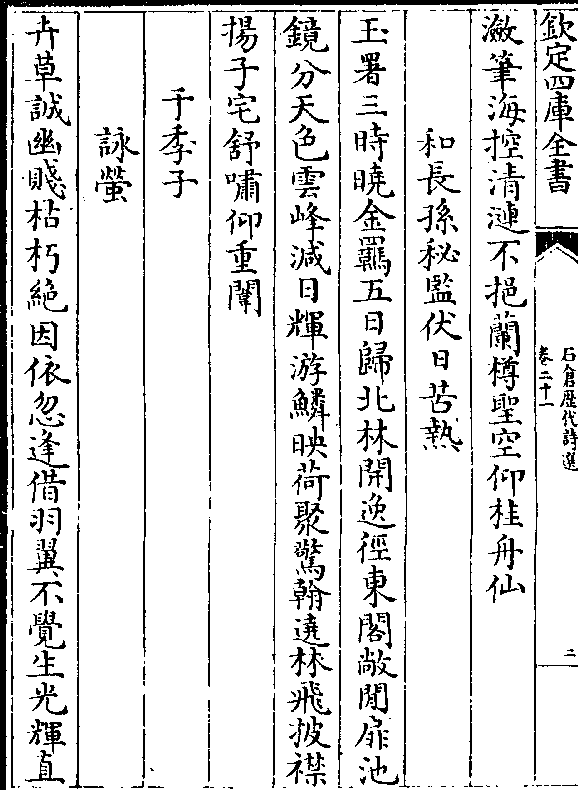 欽定四庫全書
石倉歷代詩選
卷二十一
二
瀲筆海控清漣不挹蘭樽聖空仰桂舟仙
和長孫秘監伏日苦熱
玉署三時曉金羈五日歸北林開逸徑東閣敞閒扉池
鏡分天色雲峰減日輝游鱗映荷聚驚翰遶林飛披襟
揚子宅舒嘯仰重闈
于季子
詠螢
卉草誠幽賤枯朽絕因依忽逢借羽翼不覺生光輝直